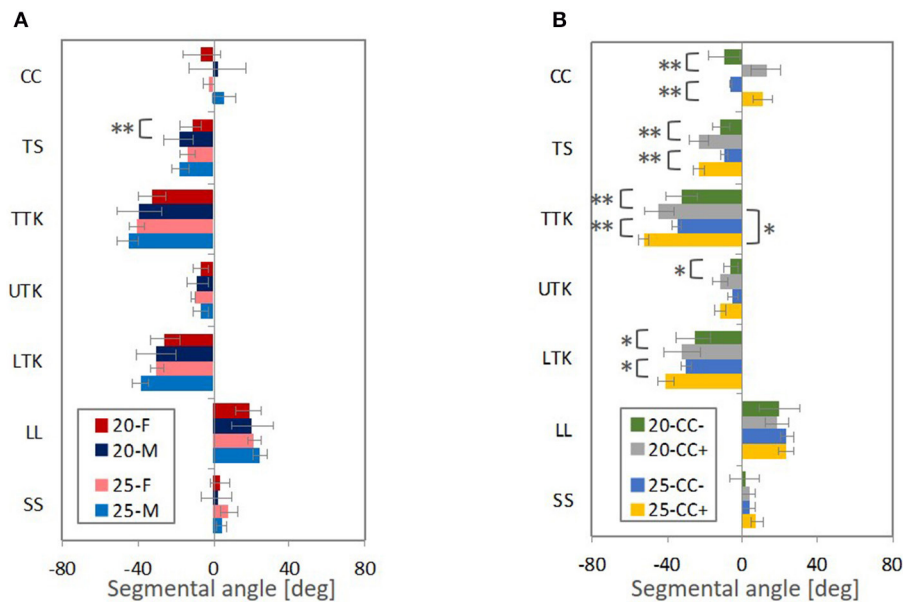 A
CC
TS
**
TTK
UTK
LTK
LL
SS
20-F
20-M
25-F
25-M
-80 -40 0 40 80
Segmental angle [deg]
B
CC
**
**
TS
**
**
TTK
**
**
*
UTK
*
LTK
*
*
LL
SS
20-CC-
20-CC+
25-CC-
25-CC+
-80 -40 0 40 80
Segmental angle [deg]